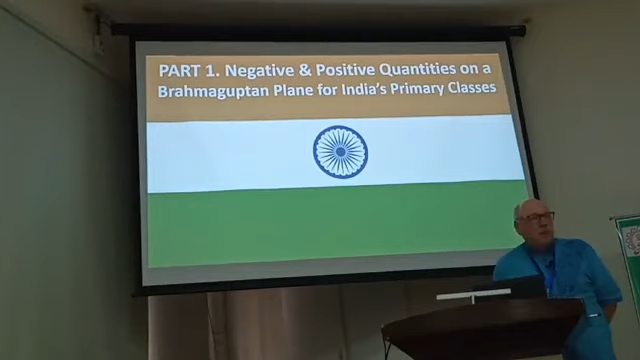 PART 1. Negative & Positive Quantities on a
Brahmaguptan Plane for India's Primary Classes